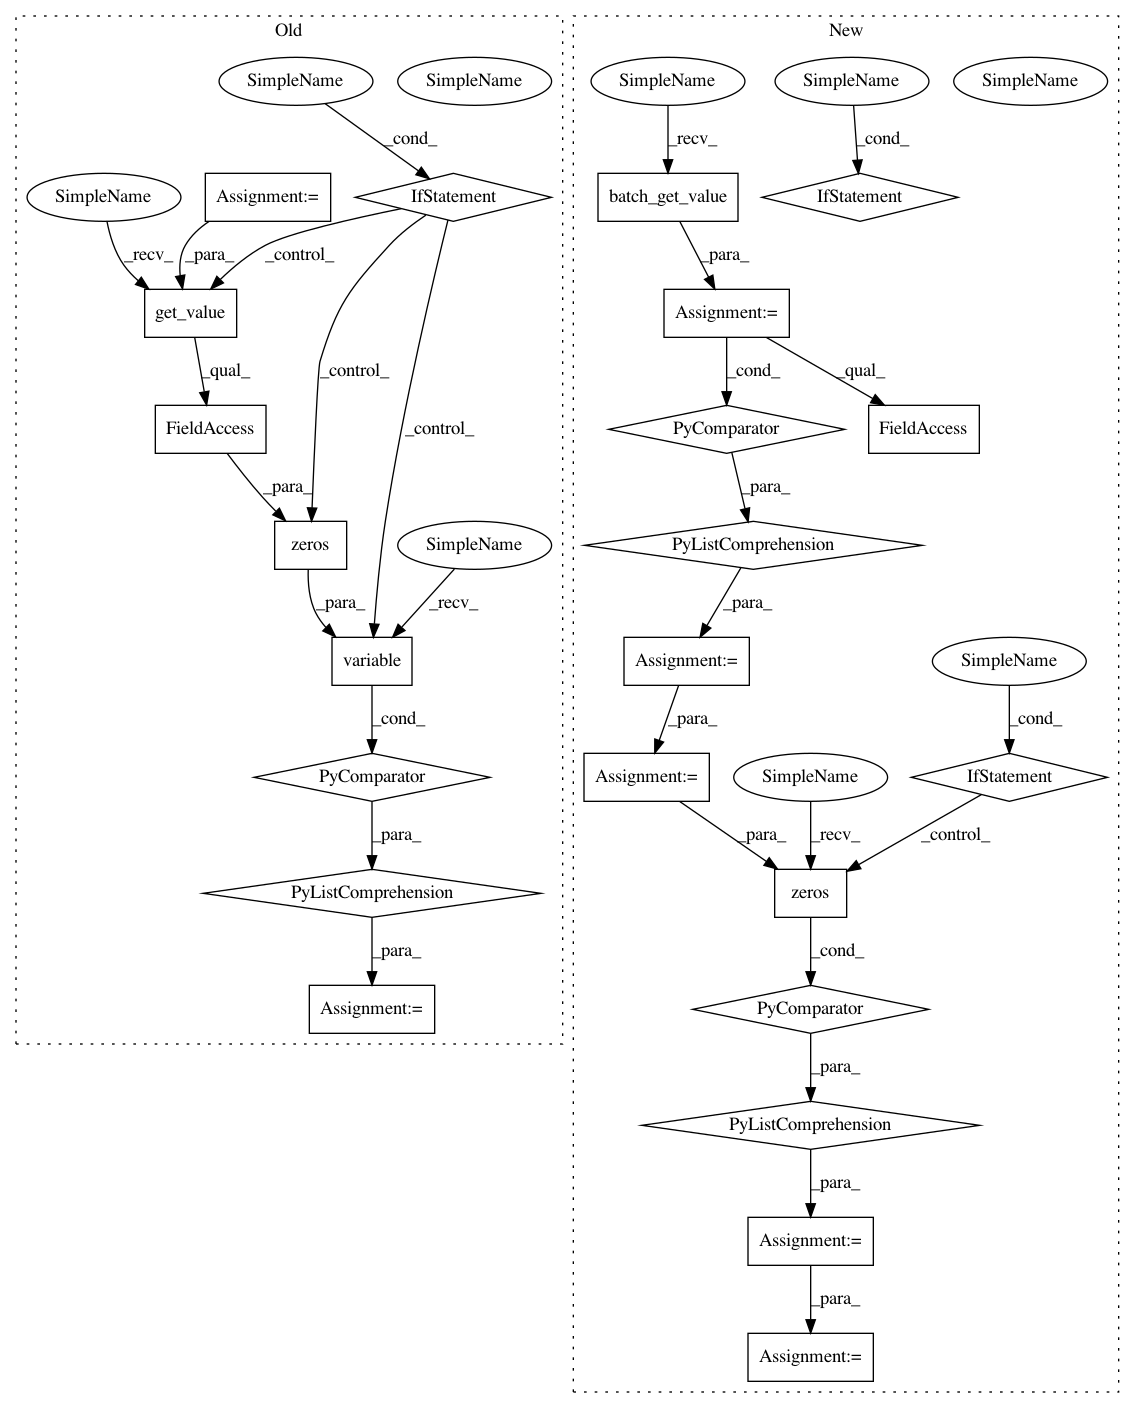 Old
New
SimpleName
SimpleName
SimpleName
SimpleName
SimpleName
_cond_
_recv_
_cond_
SimpleName
Assignment:=
IfStatement
batch_get_value
IfStatement
_recv_
_para_
_control_
_para_
get_value
Assignment:=
_qual_
_control_
_cond_
_qual_
FieldAccess
_control_
PyComparator
FieldAccess
_para_
_para_
zeros
SimpleName
PyListComprehension
_para_
_recv_
_para_
variable
Assignment:=
SimpleName
_cond_
_para_
_cond_
PyComparator
Assignment:=
SimpleName
IfStatement
_para_
_para_
_recv_
_control_
PyListComprehension
zeros
_para_
_cond_
Assignment:=
PyComparator
_para_
PyListComprehension
_para_
Assignment:=
_para_
Assignment:=